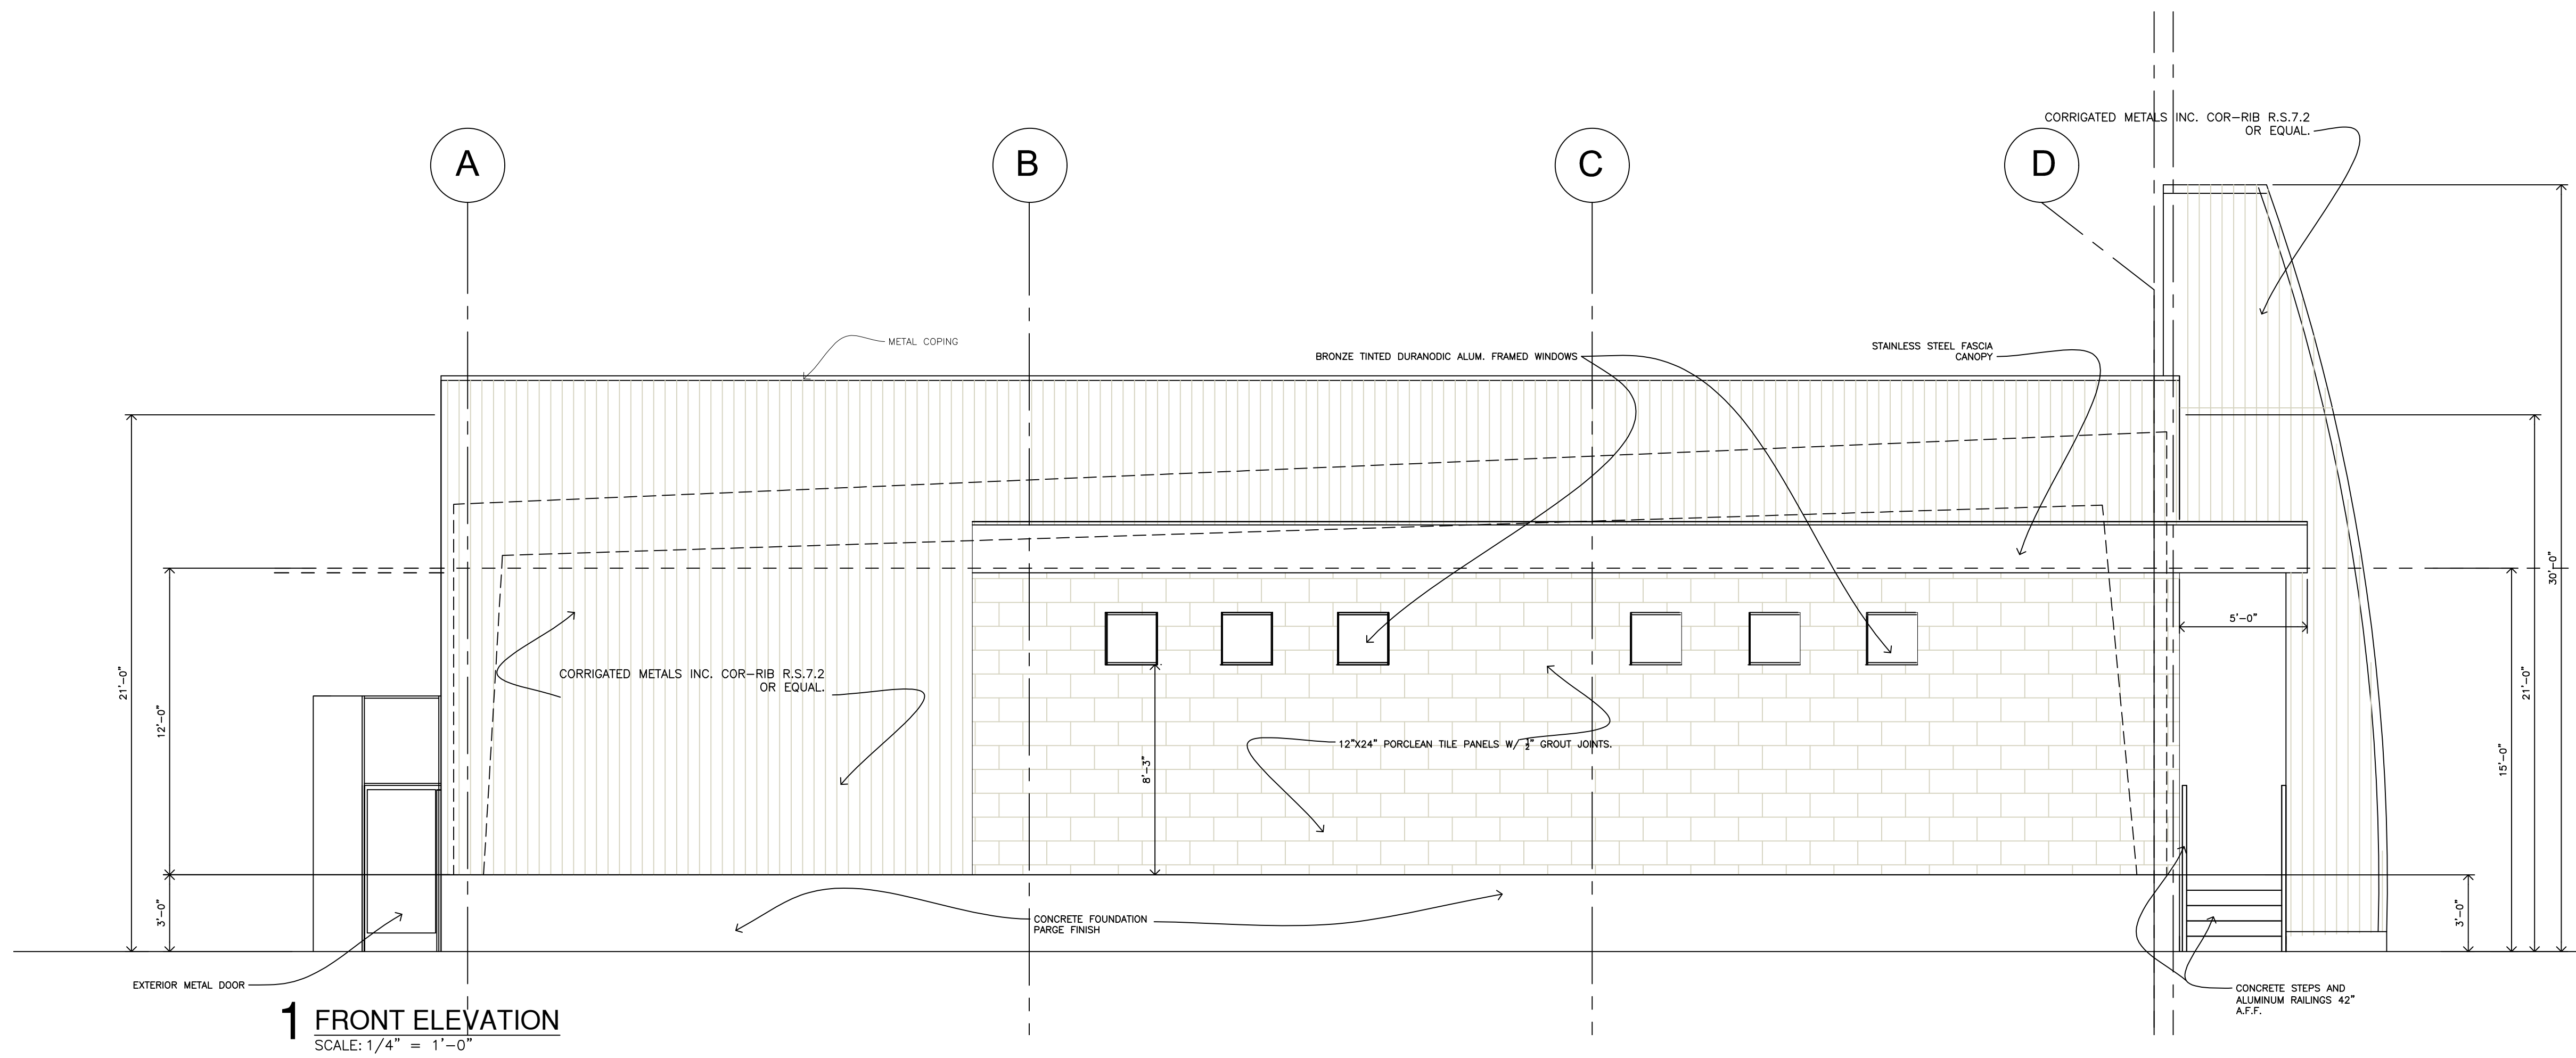 CORRIGATED METALS INC. COR-RIB R.S.7.2
OR EQUAL.
A
B
C
D
METAL COPING
BRONZE TINTED DURANODIC ALUM. FRAMED WINDOWS
STAINLESS STEEL FASCIA
CANOPY
30'-0"
5'-0"
21'-0"
12'-0"
CORRIGATED METALS INC. COR-RIB R.S.7.2
OR EQUAL.
21'-0"
12"X24" PORCLEAN TILE PANELS W/ ½" GROUT JOINTS.
8'-3"
15'-0"
3'-0"
CONCRETE FOUNDATION
PARGE FINISH
3'-0"
EXTERIOR METAL DOOR
CONCRETE STEPS AND
ALUMINUM RAILINGS 42"
A.F.F.
1 FRONT ELEVATION
SCALE: 1/4" = 1'-0"